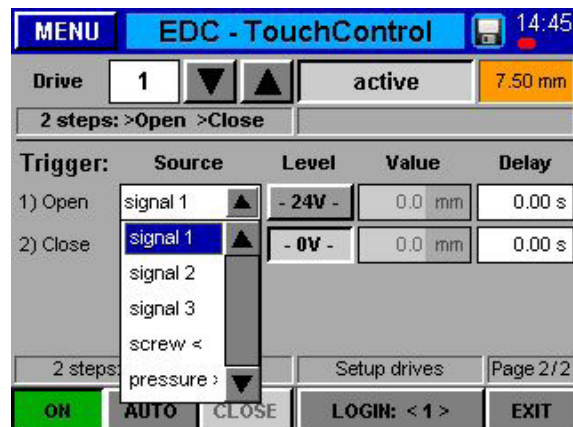 MENU EDC - TouchControl 14:45
Drive 1 active 7.50 mm
2 steps: >Open >Close
Trigger: Source Level Value Delay
1) Open signal 1 - 24V - 0.0 mm 0.00 s
2) Close signal 1 - 0V - 0.0 mm 0.00 s
signal 2
signal 3
screw <
2 steps: pressure > Setup drives Page 2/2
ON AUTO CLOSE LOGIN: < 1 > EXIT